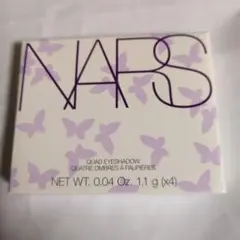 NARS
QUAD EYESHADOW
QUATRE OMBRES À PAUPIÈRES
NET WT. 0.04 Oz. 1.1 g (x4)